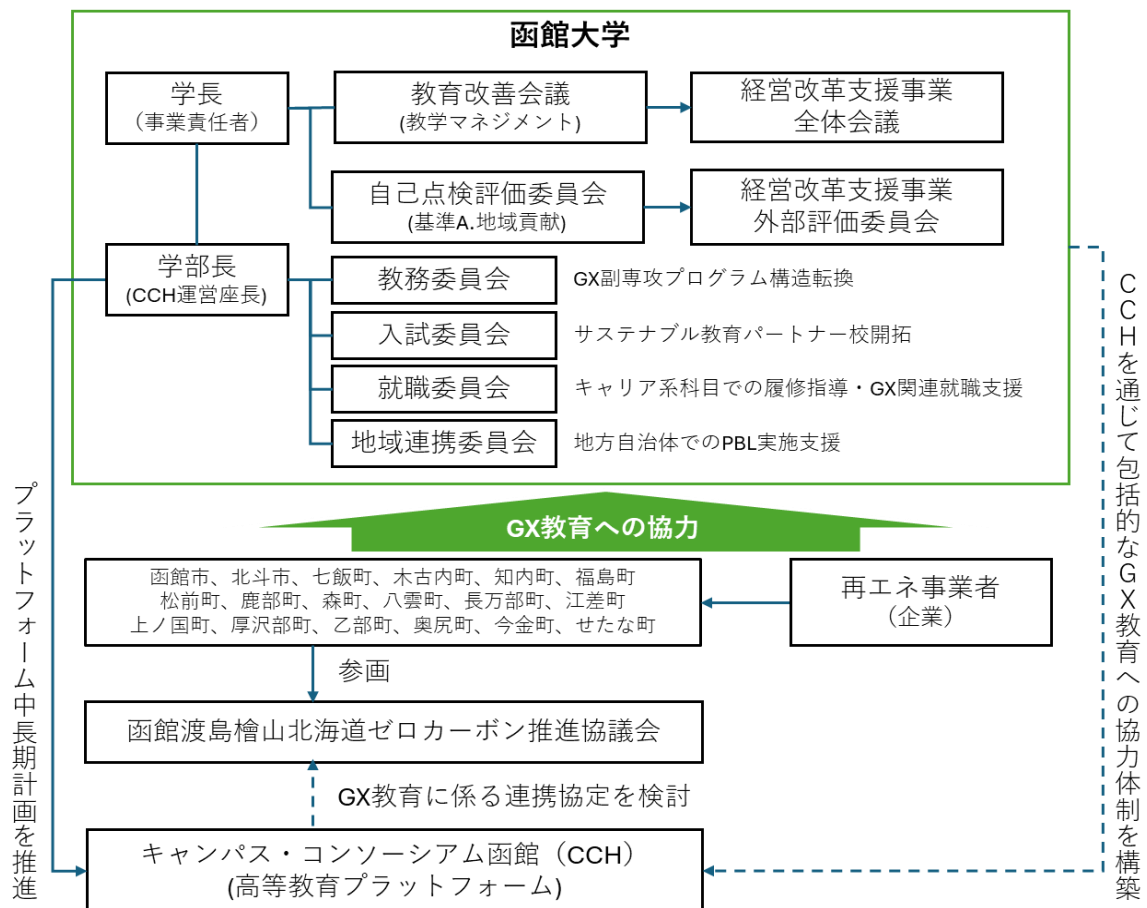 函館大学
学長
（事業責任者）
教育改善会議
(教学マネジメント)
経営改革支援事業
全体会議
自己点検評価委員会
(基準A.地域貢献)
経営改革支援事業
外部評価委員会
学部長
(CCH運営座長)
教務委員会
GX副専攻プログラム構造転換
入試委員会
サステナブル教育パートナー校開拓
就職委員会
キャリア系科目での履修指導・GX関連就職支援
地域連携委員会
地方自治体でのPBL実施支援
GX教育への協力
函館市、北斗市、七飯町、木古内町、知内町、福島町
松前町、鹿部町、森町、八雲町、長万部町、江差町
上ノ国町、厚沢部町、乙部町、奥尻町、今金町、せたな町
再エネ事業者
（企業）
参画
函館渡島檜山北海道ゼロカーボン推進協議会
GX教育に係る連携協定を検討
キャンパス・コンソーシアム函館（CCH）
(高等教育プラットフォーム)
プラットフォーム中長期計画を推進
CCHを通じて包括的なGX教育への協力体制を構築